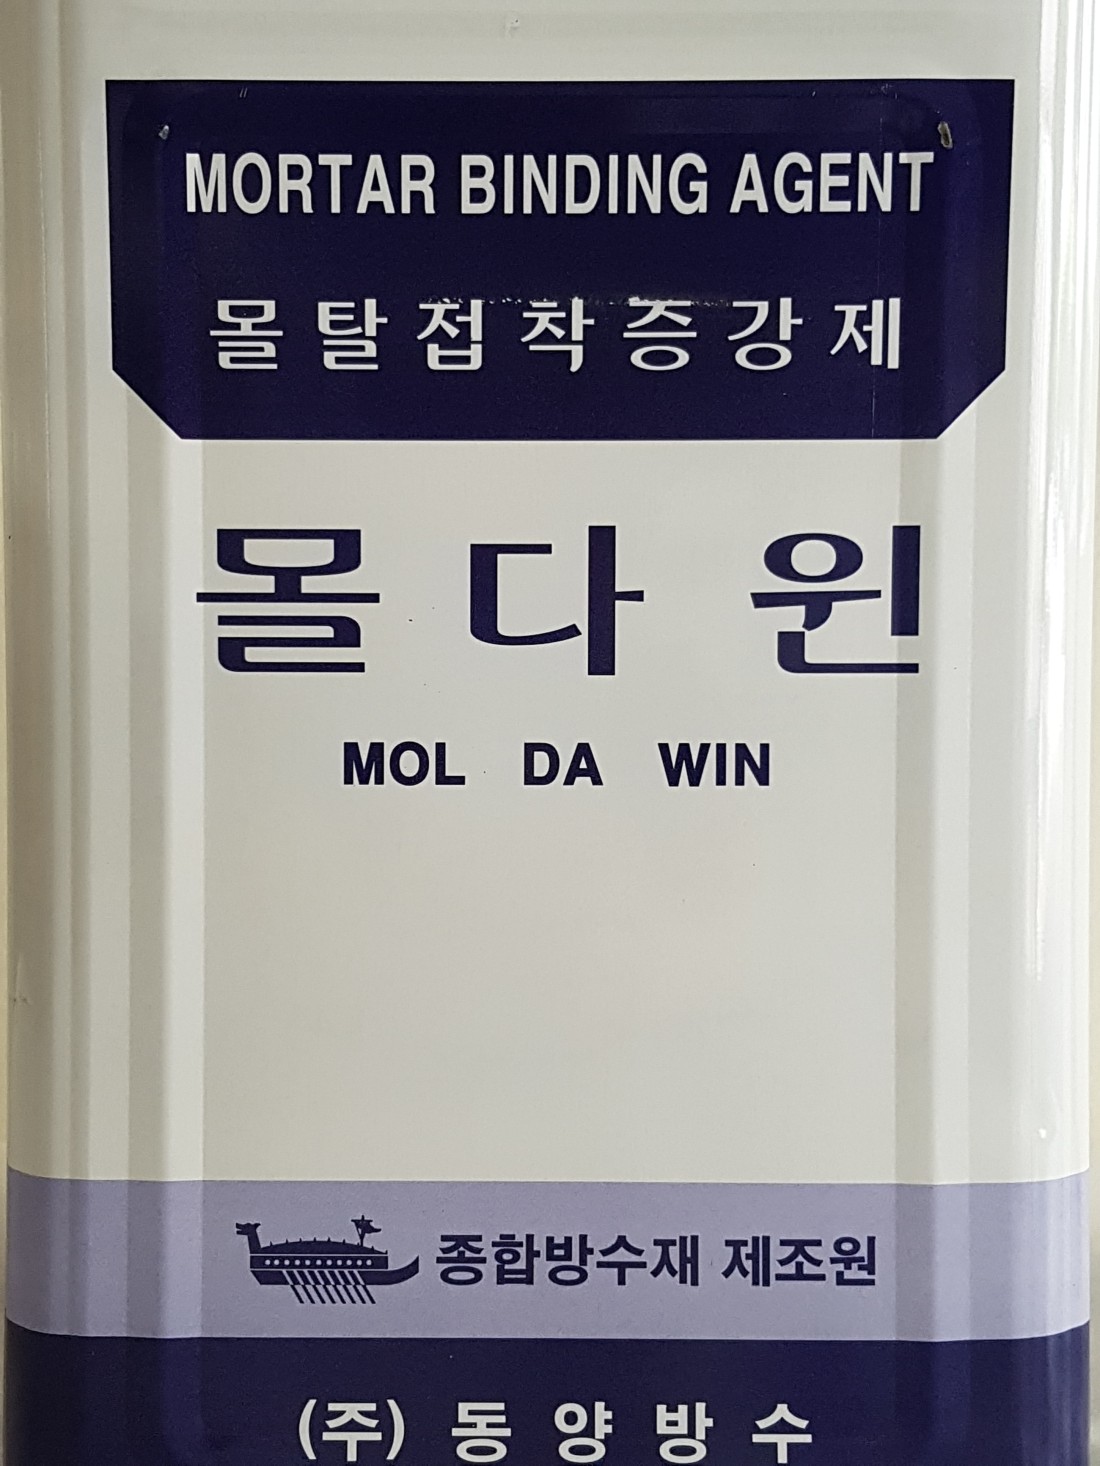 MORTAR BINDING AGENT
몰탈접착증강제
몰다윈
MOL DA WIN
종합방수재 제조원
(주) 동양방수